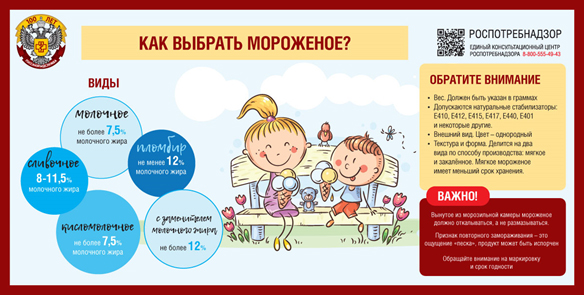 100 ЛЕТ
КАК ВЫБРАТЬ МОРОЖЕНОЕ?
РОСПОТРЕБНАДЗОР
ЕДИНЫЙ КОНСУЛЬТАЦИОННЫЙ ЦЕНТР
РОСПОТРЕБНАДЗОРА 8-800-555-49-43
ВИДЫ
молочное
не более 7,5%
молочного жира
пломбир
не менее 12%
молочного жира
сливочное
8-11,5%
молочного жира
кисломолочное
не более 7,5%
молочного жира
с заменителем
молочного жира
не более 12%
ОБРАТИТЕ ВНИМАНИЕ
• Вес. Должен быть указан в граммах
• Допускаются натуральные стабилизаторы:
Е410, Е412, Е415, Е417, Е440, Е401
и некоторые другие.
• Внешний вид. Цвет – однородный
• Текстура и форма. Делится на два
вида по способу производства: мягкое
и закалённое. Мягкое мороженое
имеет меньший срок хранения.
ВАЖНО!
Вынутое из морозильной камеры мороженое
должно откалываться, а не размазываться.
Признак повторного замораживания – это
ощущение «песка», продукт может быть испорчен
Обращайте внимание на маркировку
и срок годности